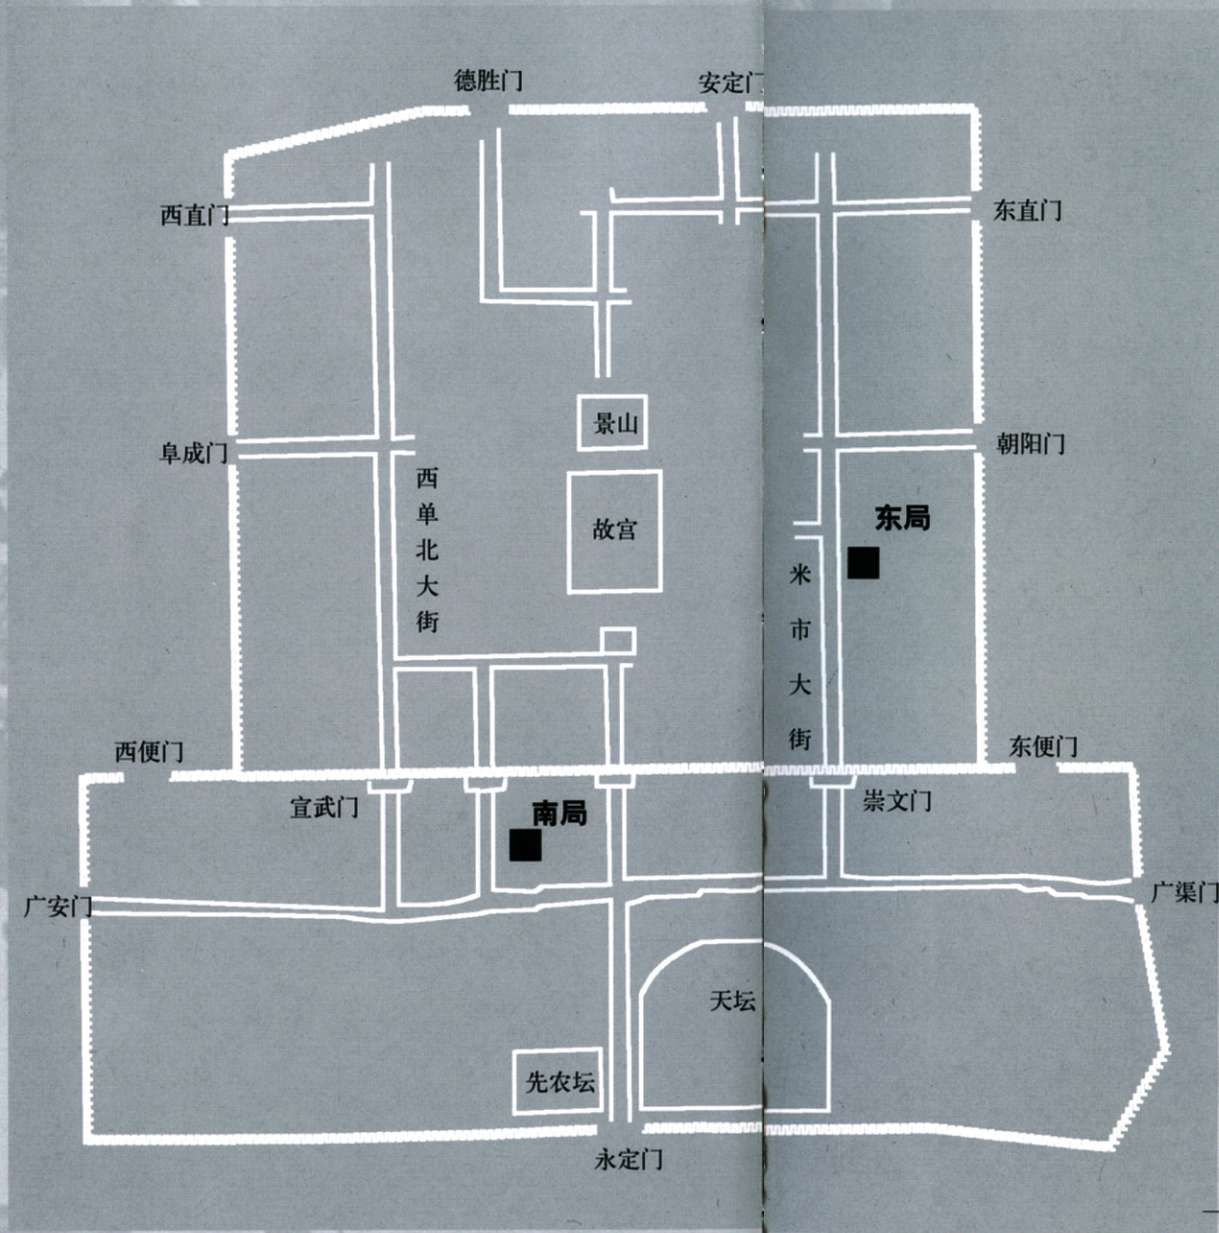 德胜门
安定门
西直门
东直门
景山
阜成门
朝阳门
西单北大街
故宫
东局
米市大街
西便门
东便门
宣武门
南局
崇文门
广安门
广渠门
天坛
先农坛
永定门